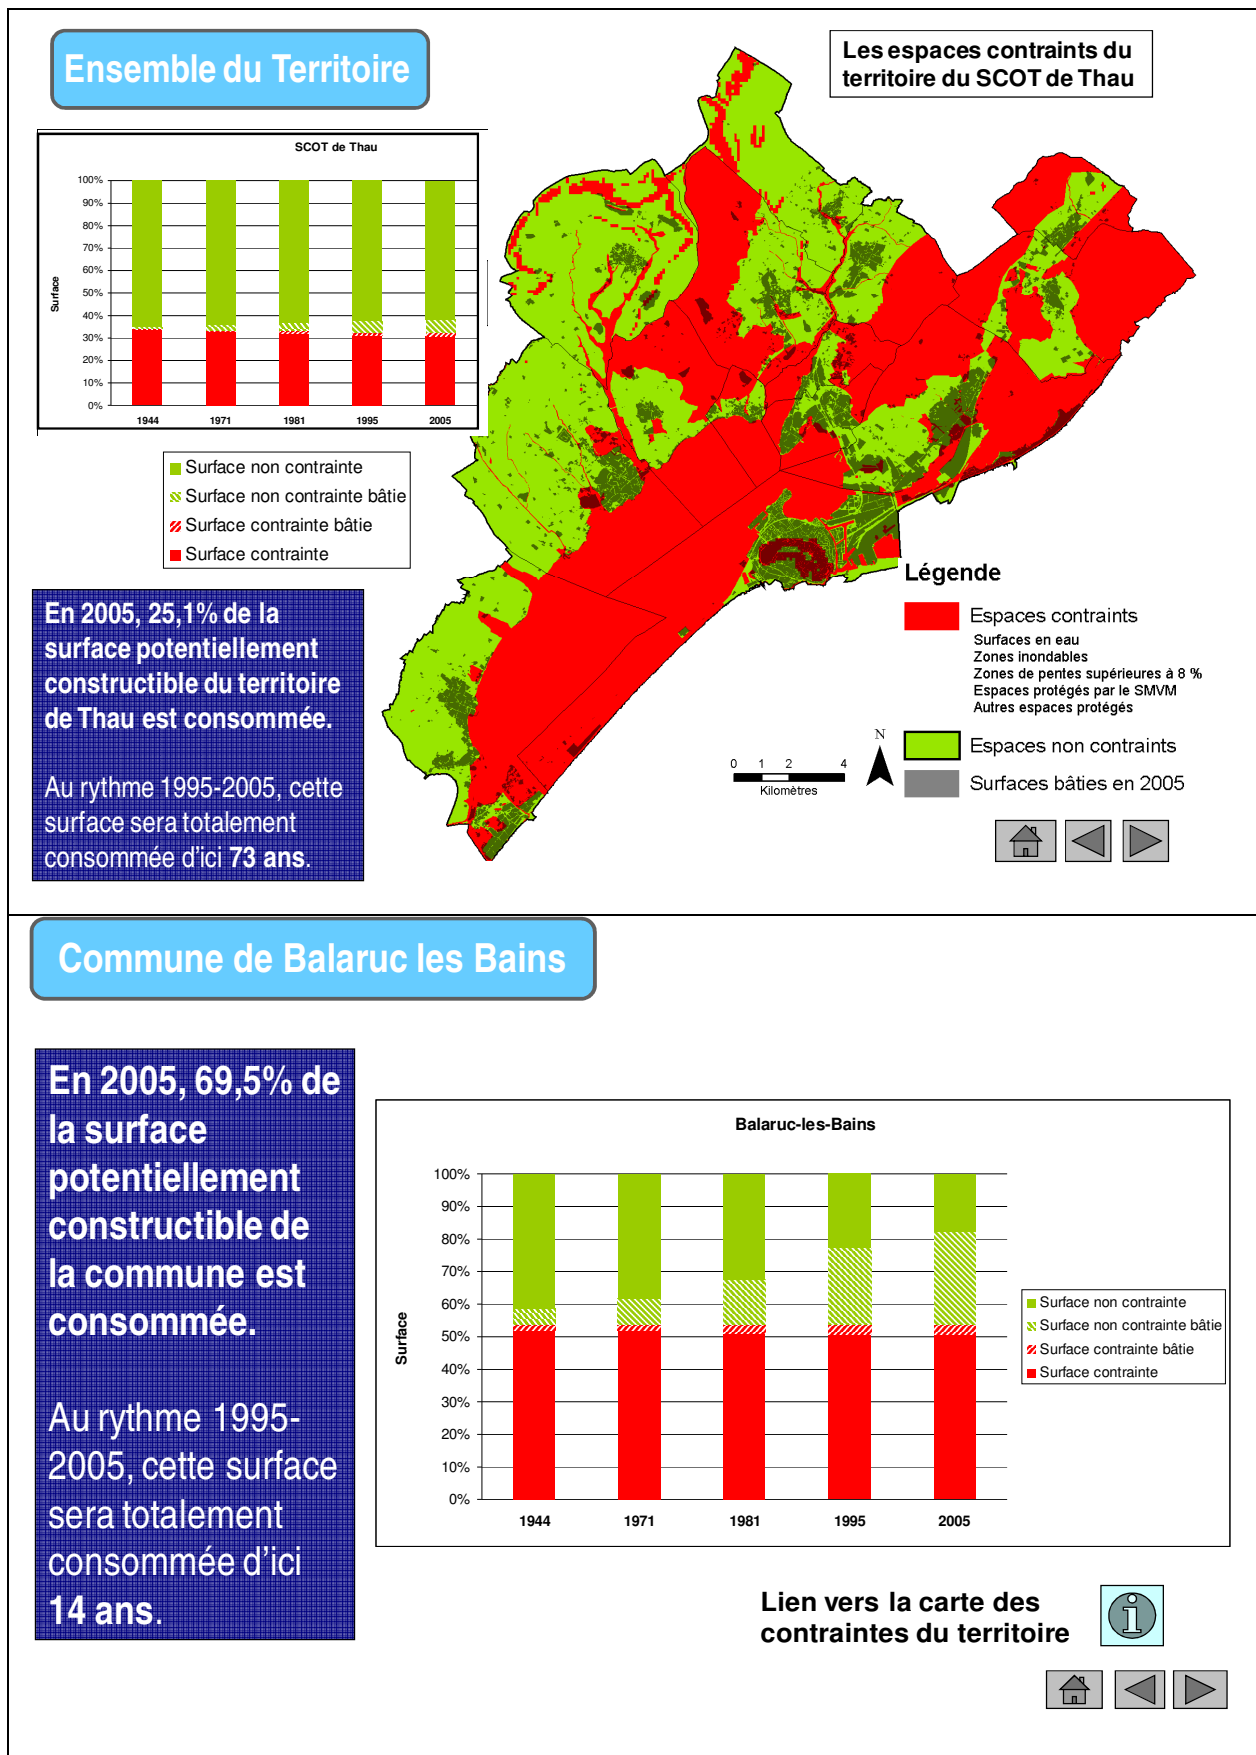 Ensemble du Territoire
Les espaces contraints du
territoire du SCOT de Thau
SCOT de Thau
Surface
100%
90%
80%
70%
60%
50%
40%
30%
20%
10%
0%
1944
1971
1981
1995
2005
Surface non contrainte
Surface non contrainte bâtie
Surface contrainte bâtie
Surface contrainte
En 2005, 25,1% de la
surface potentiellement
constructible du territoire
de Thau est consommée.
Au rythme 1995-2005, cette
surface sera totalement
consommée d'ici 73 ans.
Légende
Espaces contraints
Surfaces en eau
Zones inondables
Zones de pentes supérieures à 8 %
Espaces protégés par le SMVM
Autres espaces protégés
Espaces non contraints
Surfaces bâties en 2005
N
0 1 2 4
Kilomètres
Commune de Balaruc les Bains
En 2005, 69,5% de
la surface
potentiellement
constructible de
la commune est
consommée.
Au rythme 1995-
2005, cette surface
sera totalement
consommée d'ici
14 ans.
Balaruc-les-Bains
Surface
100%
90%
80%
70%
60%
50%
40%
30%
20%
10%
0%
1944
1971
1981
1995
2005
Surface non contrainte
Surface non contrainte bâtie
Surface contrainte bâtie
Surface contrainte
Lien vers la carte des
contraintes du territoire
i